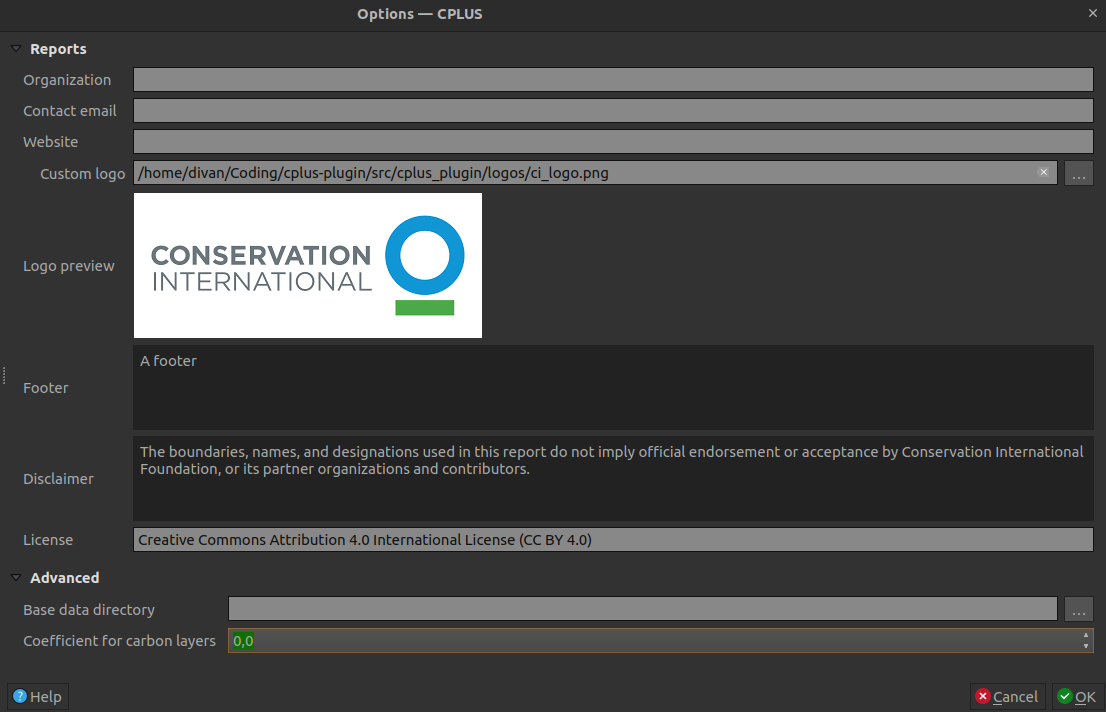 Options — CPLUS
Reports
Organization
Contact email
Website
Custom logo /home/divan/Coding/cplus-plugin/src/cplus_plugin/logos/ci_logo.png ...
Logo preview
CONSERVATION
INTERNATIONAL
Footer
A footer
Disclaimer
The boundaries, names, and designations used in this report do not imply official endorsement or acceptance by Conservation International
Foundation, or its partner organizations and contributors.
License Creative Commons Attribution 4.0 International License (CC BY 4.0)
Advanced
Base data directory ...
Coefficient for carbon layers 0,0
Help Cancel OK